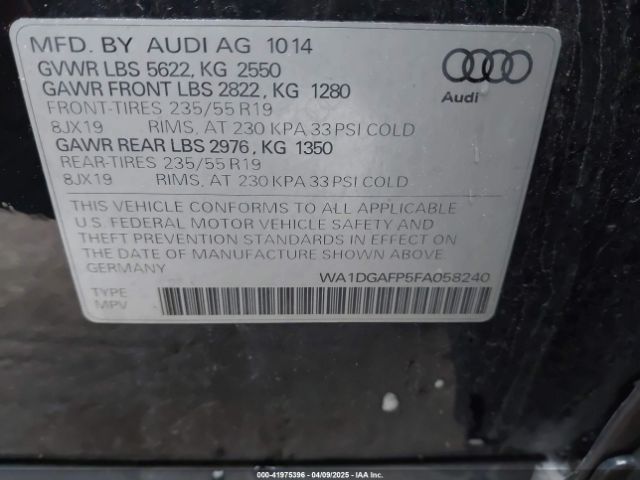 MFD. BY AUDI AG 1014
GVWR LBS 5622, KG 2550
GAWR FRONT LBS 2822, KG 1280
FRONT-TIRES 235/55 R19
8JX19 RIMS, AT 230 KPA 33 PSI COLD
GAWR REAR LBS 2976, KG 1350
REAR-TIRES 235/55 R19
8JX19 RIMS, AT 230 KPA 33 PSI COLD
Audi
THIS VEHICLE CONFORMS TO ALL APPLICABLE
U.S. FEDERAL MOTOR VEHICLE SAFETY AND
THEFT PREVENTION STANDARDS IN EFFECT ON
THE DATE OF MANUFACTURE SHOWN ABOVE.
GERMANY
WA1DGAFP5FA058240
TYPE
MPV
000-41975396 - 04/09/2025 - IAAI.COM